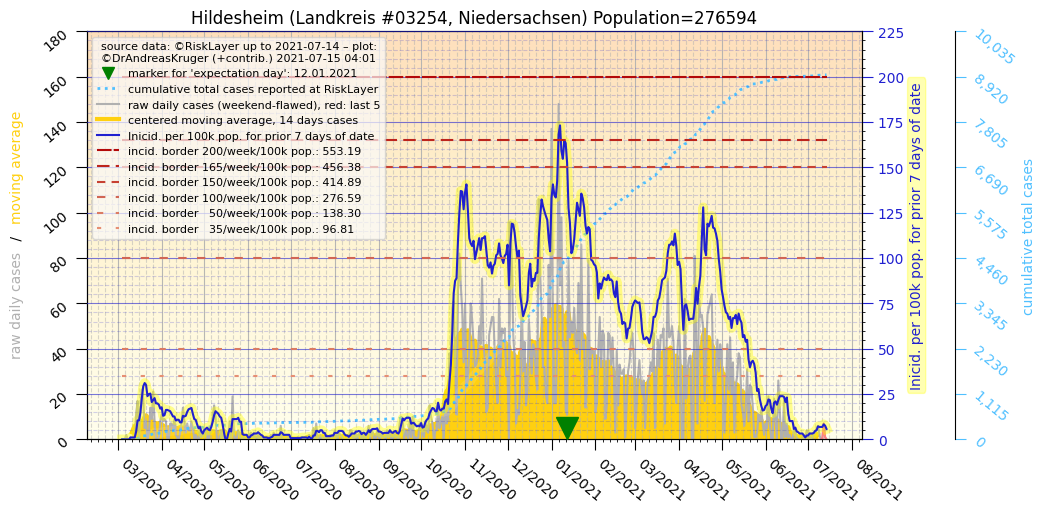 Hildesheim (Landkreis #03254, Niedersachsen) Population=276594
source data: ©RiskLayer up to 2021-07-14 – plot:
©DrAndreasKruger (+contrib.) 2021-07-15 04:01
marker for 'expectation day': 12.01.2021
cumulative total cases reported at RiskLayer
raw daily cases (weekend-flawed), red: last 5
centered moving average, 14 days cases
Inicid. per 100k pop. for prior 7 days of date
incid. border 200/week/100k pop.: 553.19
incid. border 165/week/100k pop.: 456.38
incid. border 150/week/100k pop.: 414.89
incid. border 100/week/100k pop.: 276.59
incid. border   50/week/100k pop.: 138.30
incid. border   35/week/100k pop.: 96.81
raw daily cases / moving average
180
160
140
120
100
80
60
40
20
0
03/2020
04/2020
05/2020
06/2020
07/2020
08/2020
09/2020
10/2020
11/2020
12/2020
01/2021
02/2021
03/2021
04/2021
05/2021
06/2021
07/2021
08/2021
225
200
175
150
125
100
75
50
25
0
Inicid. per 100k pop. for prior 7 days of date
10,035
8,920
7,805
6,690
5,575
4,460
3,345
2,230
1,115
0
cumulative total cases